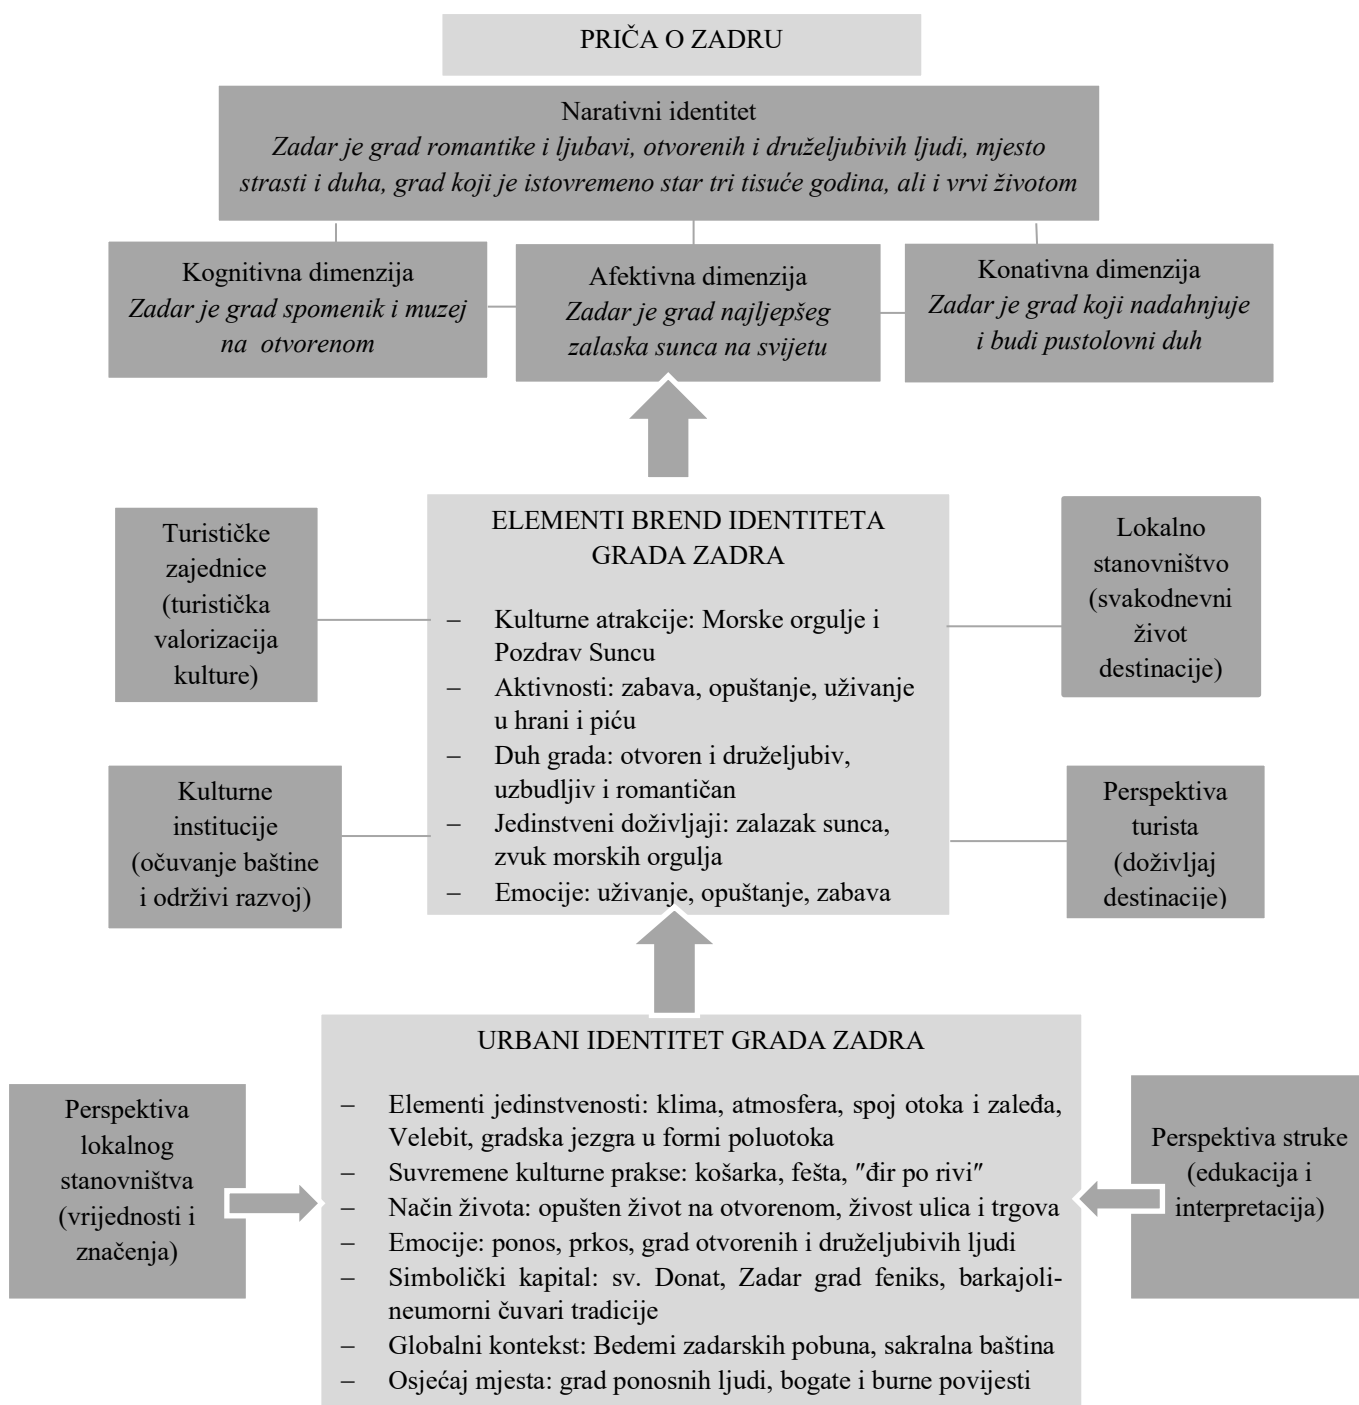 PRIČA O ZADRU
Narativni identitet
Zadar je grad romantike i ljubavi, otvorenih i druželjubivih ljudi, mjesto
strasti i duha, grad koji je istovremeno star tri tisuće godina, ali i vrvi životom
Kognitivna dimenzija
Zadar je grad spomenik i muzej
na otvorenom
Afektivna dimenzija
Zadar je grad najljepšeg
zalaska sunca na svijetu
Konativna dimenzija
Zadar je grad koji nadahnjuje
i budi pustolovni duh
Turističke
zajednice
(turistička
valorizacija
kulture)
Kulturne
institucije
(očuvanje baštine
i održivi razvoj)
ELEMENTI BREND IDENTITETA
GRADA ZADRA
– Kulturne atrakcije: Morske orgulje i
Pozdrav Suncu
– Aktivnosti: zabava, opuštanje, uživanje
u hrani i piću
– Duh grada: otvoren i druželjubiv,
uzbudljiv i romantičan
– Jedinstveni doživljaji: zalazak sunca,
zvuk morskih orgulja
– Emocije: uživanje, opuštanje, zabava
Lokalno
stanovništvo
(svakodnevni
život
destinacije)
Perspektiva
turista
(doživljaj
destinacije)
Perspektiva
lokalnog
stanovništva
(vrijednosti i
značenja)
URBANI IDENTITET GRADA ZADRA
– Elementi jedinstvenosti: klima, atmosfera, spoj otoka i zaleđa,
Velebit, gradska jezgra u formi poluotoka
– Suvremene kulturne prakse: košarka, fešta, "đir po rivi"
– Način života: opušten život na otvorenom, živost ulica i trgova
– Emocije: ponos, prkos, grad otvorenih i druželjubivih ljudi
– Simbolički kapital: sv. Donat, Zadar grad feniks, barkajoli-
neumorni čuvari tradicije
– Globalni kontekst: Bedemi zadarskih pobuna, sakralna baština
– Osjećaj mjesta: grad ponosnih ljudi, bogate i burne povijesti
Perspektiva struke
(edukacija i
interpretacija)